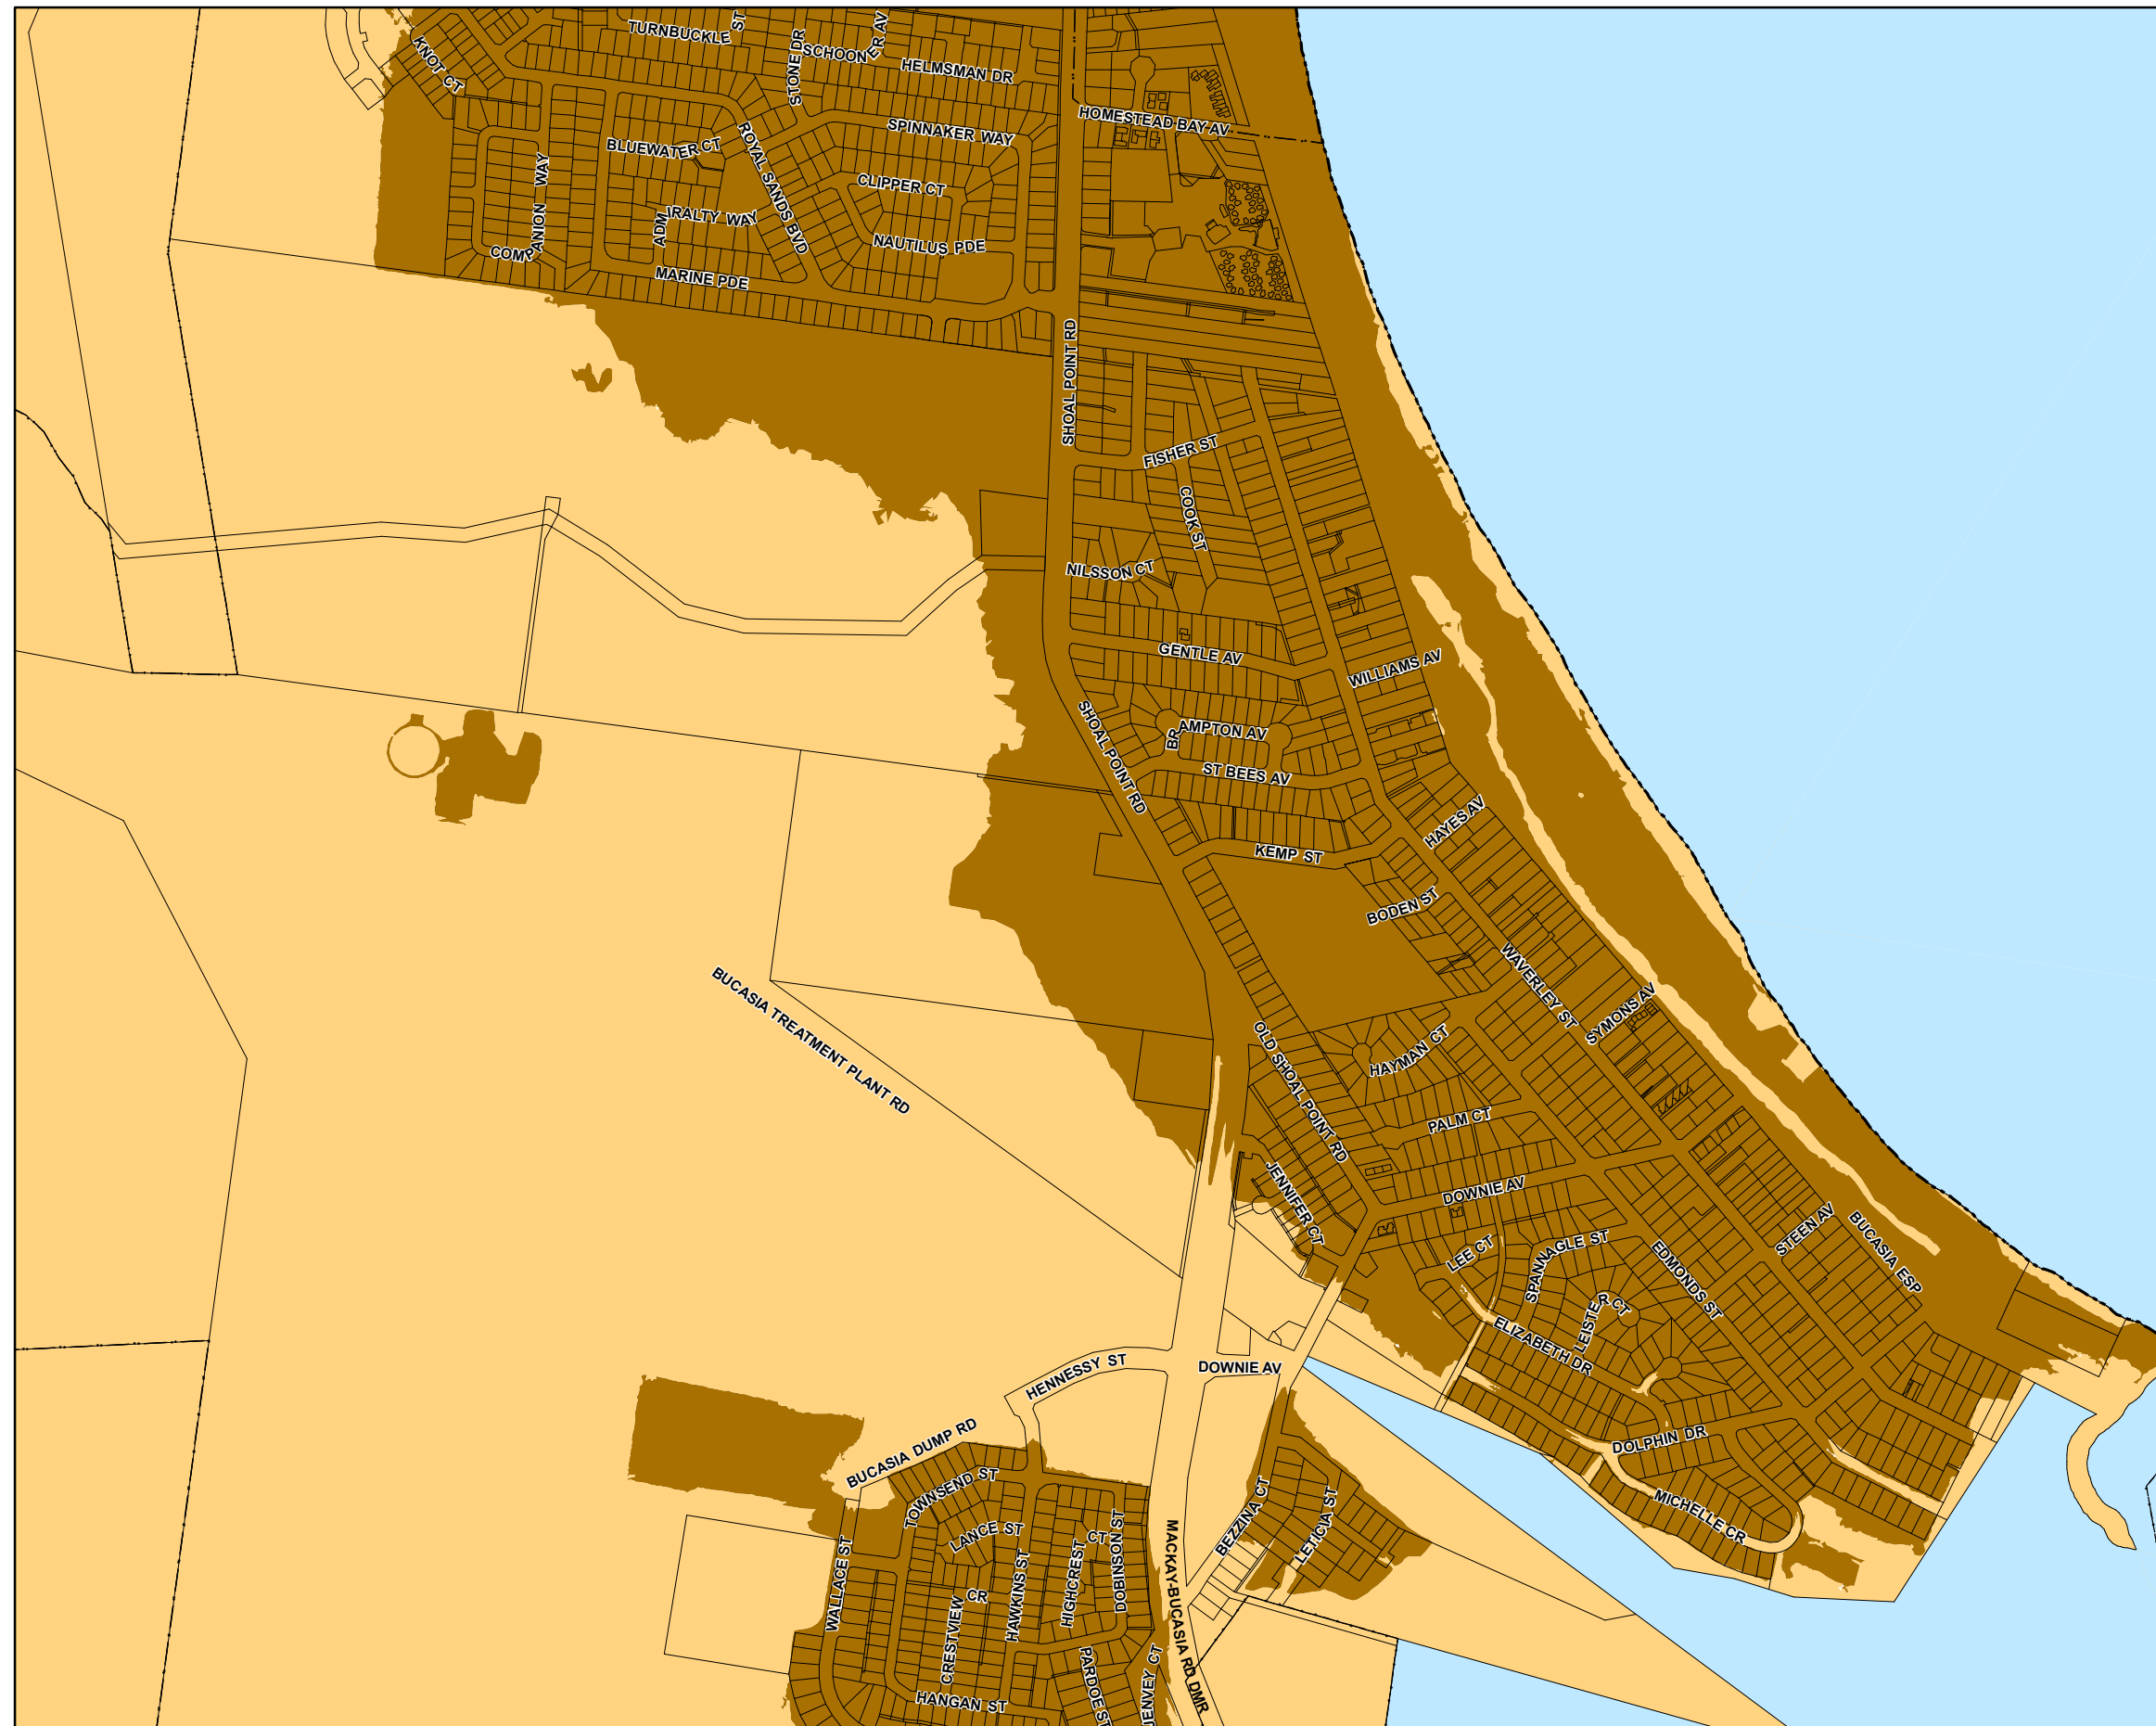 TURNBUCKLE ST
SCHOONER AV
STONE DR
HELMSMAN DR
KNOT CT
HOMESTEAD BAY AV
SPINNAKER WAY
BLUEWATER CT
ROYAL SANDS BVD
CLIPPER CT
COMPANION WAY
ADMIRALTY WAY
NAUTILUS PDE
MARINE PDE
SHOAL POINT RD
FISHER ST
COOK ST
NILSSON CT
GENTLE AV
WILLIAMS AV
SHOAL POINT RD
BRAMPTON AV
ST BEES AV
HAYES AV
KEMP ST
BODEN ST
WAVERLEY ST
SYMONS AV
BUCASIA TREATMENT PLANT RD
OLD SHOAL POINT RD
HAYMAN CT
PALM CT
JENNIFER CT
DOWNIE AV
LEE CT
SPANNAGLE ST
EDMONDS ST
STEEN AV
BUCASIA ESP
LEISTER CT
ELIZABETH DR
HENNESSY ST
DOWNIE AV
BUCASIA DUMP RD
DOLPHIN DR
TOWNSEND ST
MICHELLE CR
LANCE ST
BEZZINA CT
LETICIA ST
WALLACE ST
HAWKINS ST
HIGHCREST CT
DOBINSON ST
MACKAY-BUCASIA RD DMR
CRESTVIEW CR
HANGAN ST
PARDOE ST
JENVEY CT